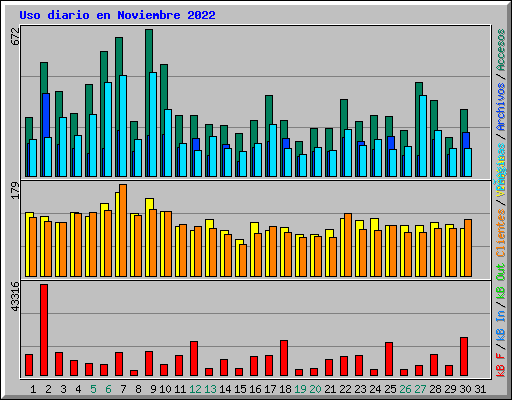 Uso diario en Noviembre 2022
672
179
43316
kB F / kB In / kB Out Clientes / / Archivos / Accesos
1 2 3 4 5 6 7 8 9 10 11 12 13 14 15 16 17 18 19 20 21 22 23 24 25 26 27 28 29 30 31